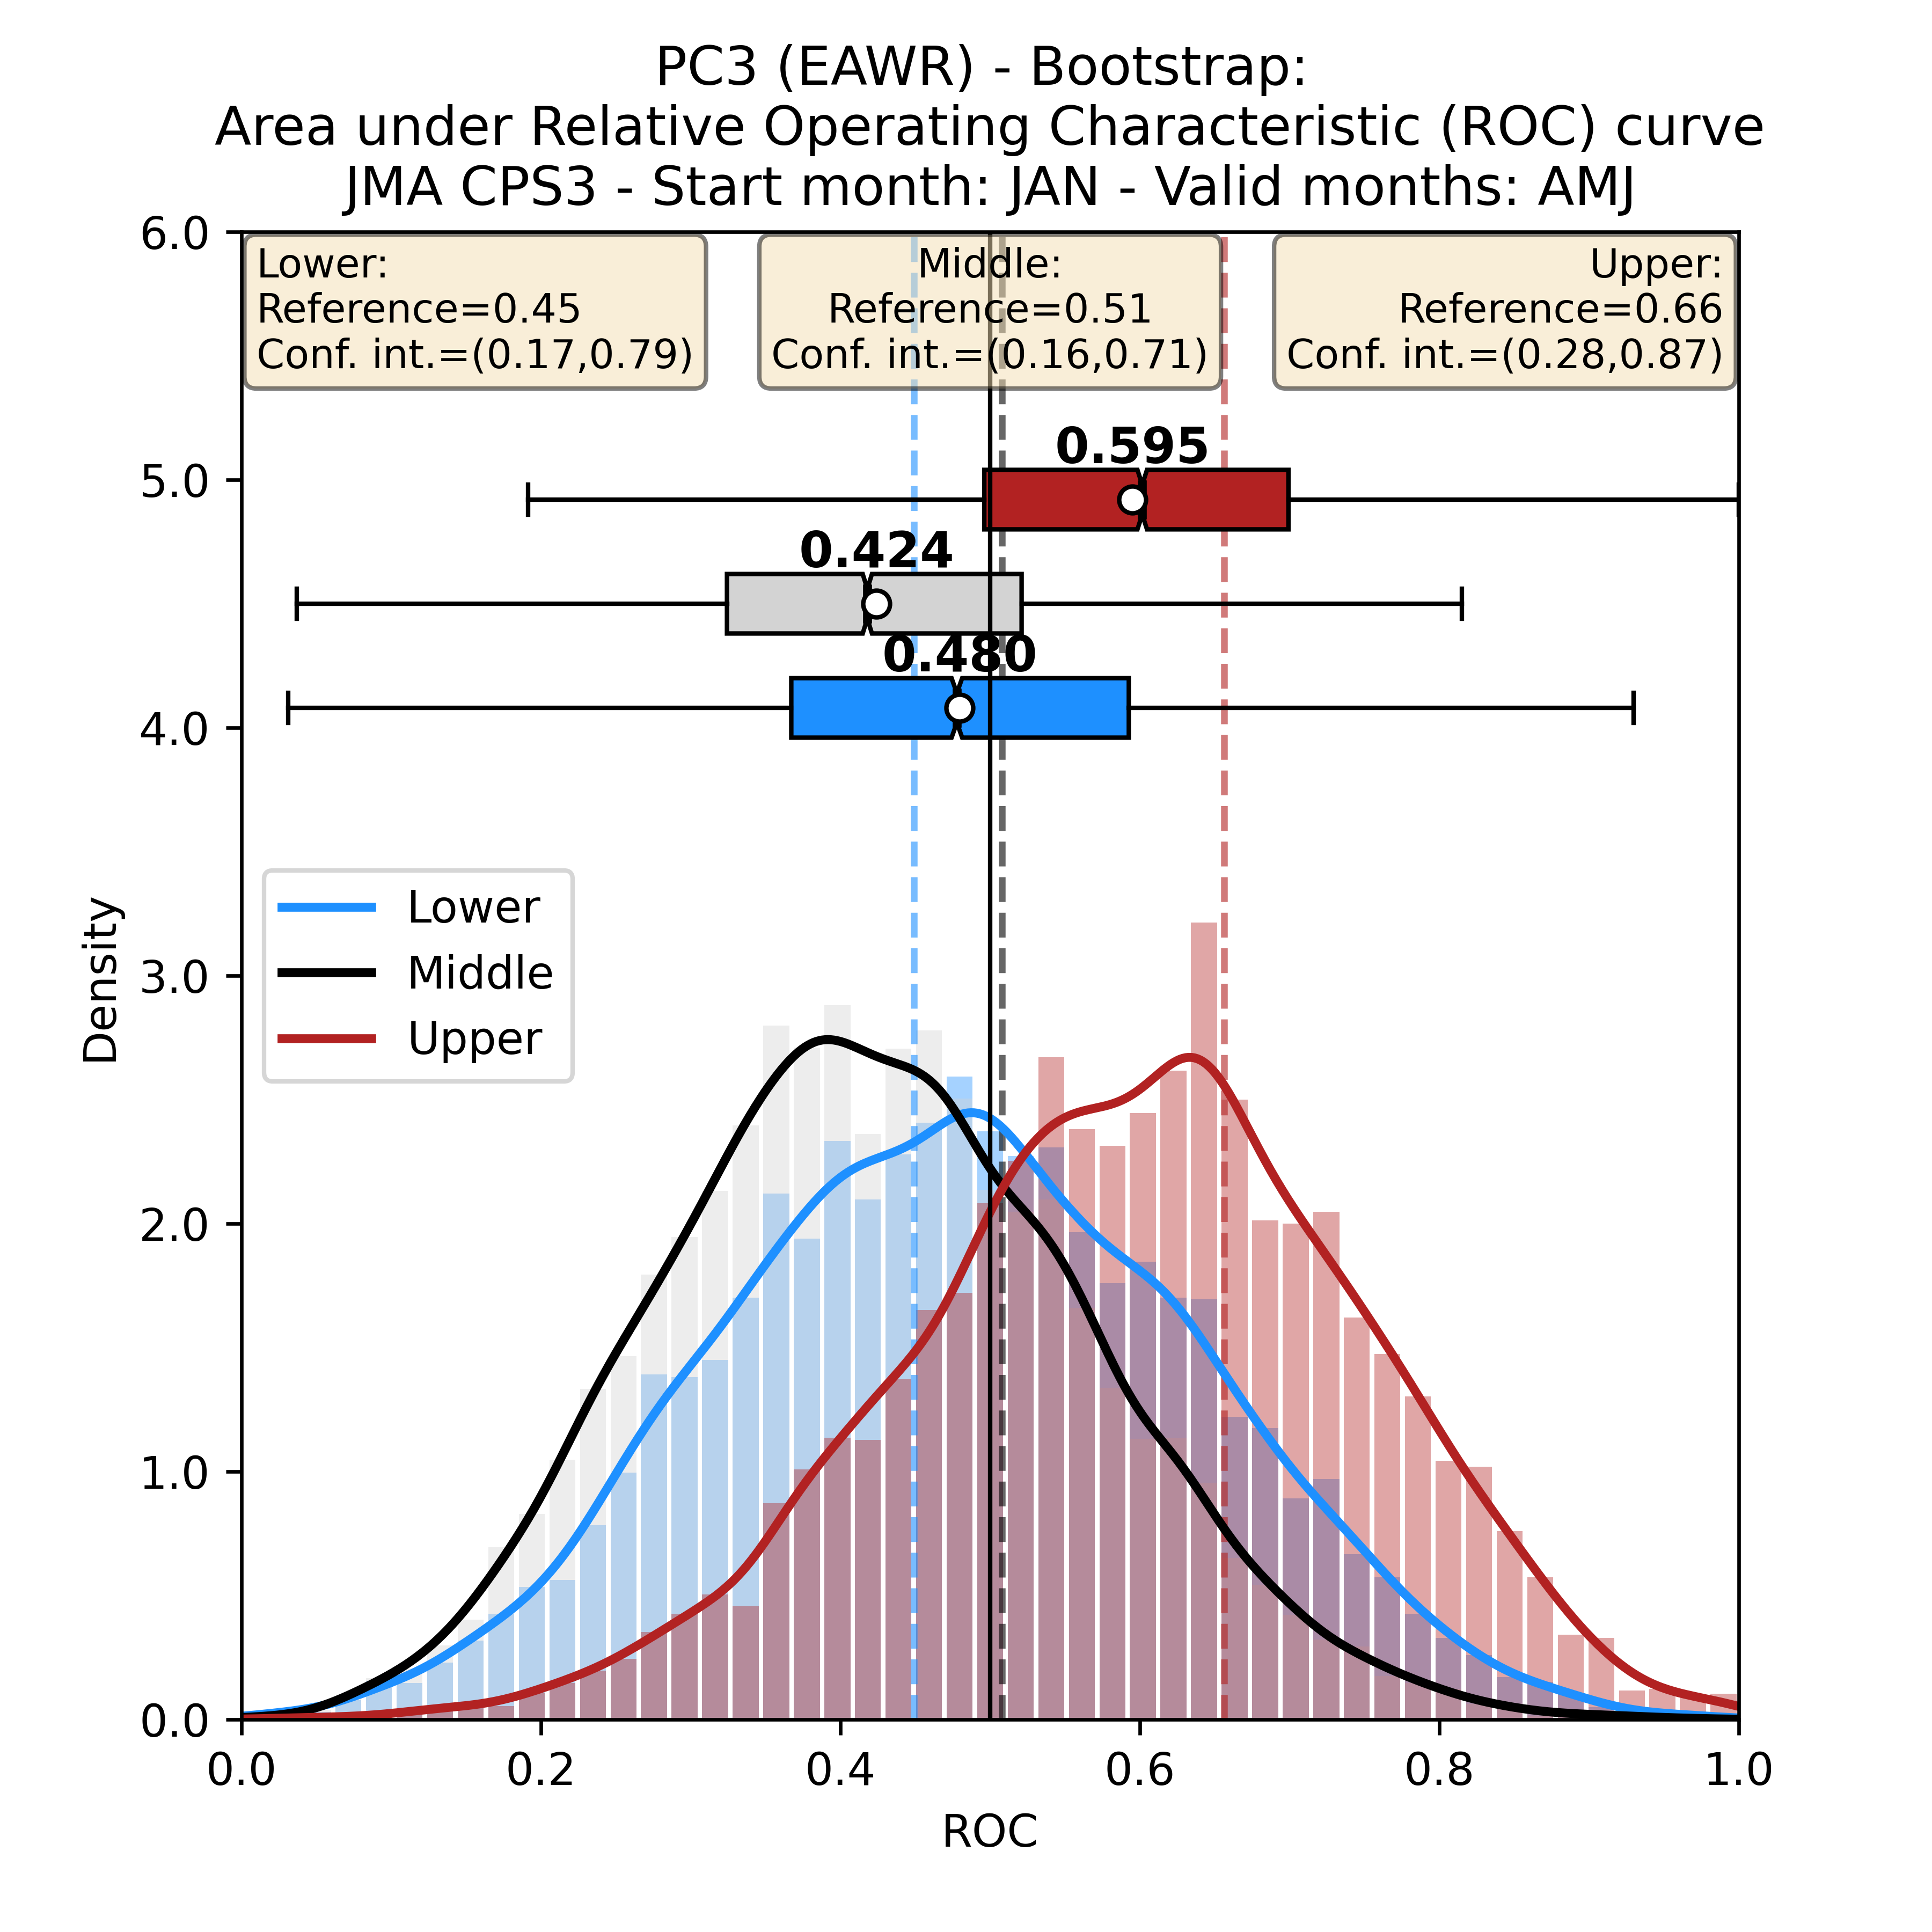 PC3 (EAWR) - Bootstrap:
Area under Relative Operating Characteristic (ROC) curve
JMA CPS3 - Start month: JAN - Valid months: AMJ
Lower:
Reference=0.45
Conf. int.=(0.17,0.79)
Middle:
Reference=0.51
Conf. int.=(0.16,0.71)
Upper:
Reference=0.66
Conf. int.=(0.28,0.87)
0.595
0.424
0.480
Lower
Middle
Upper
Density
6.0
5.0
4.0
3.0
2.0
1.0
0.0
0.0 0.2 0.4 0.6 0.8 1.0
ROC